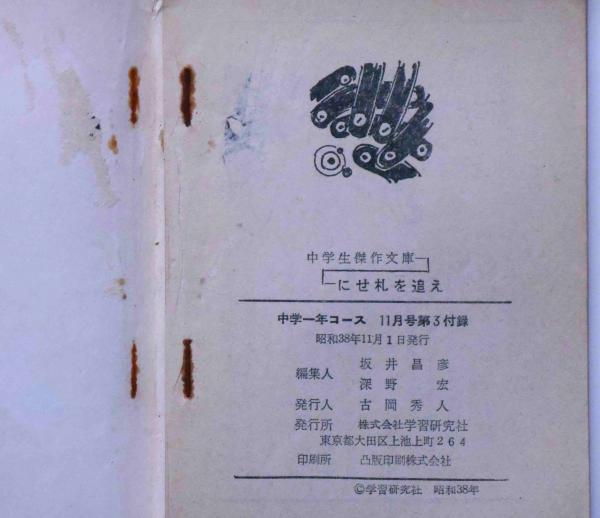 中学生傑作文庫
にせ札を追え
中学一年コース 11月号第3付録
昭和38年11月1日発行
編集人 坂井昌彦
深野宏
発行人 古岡秀人
発行所 株式会社学習研究社
東京都大田区上池上町264
印刷所 凸版印刷株式会社
©学習研究社 昭和38年